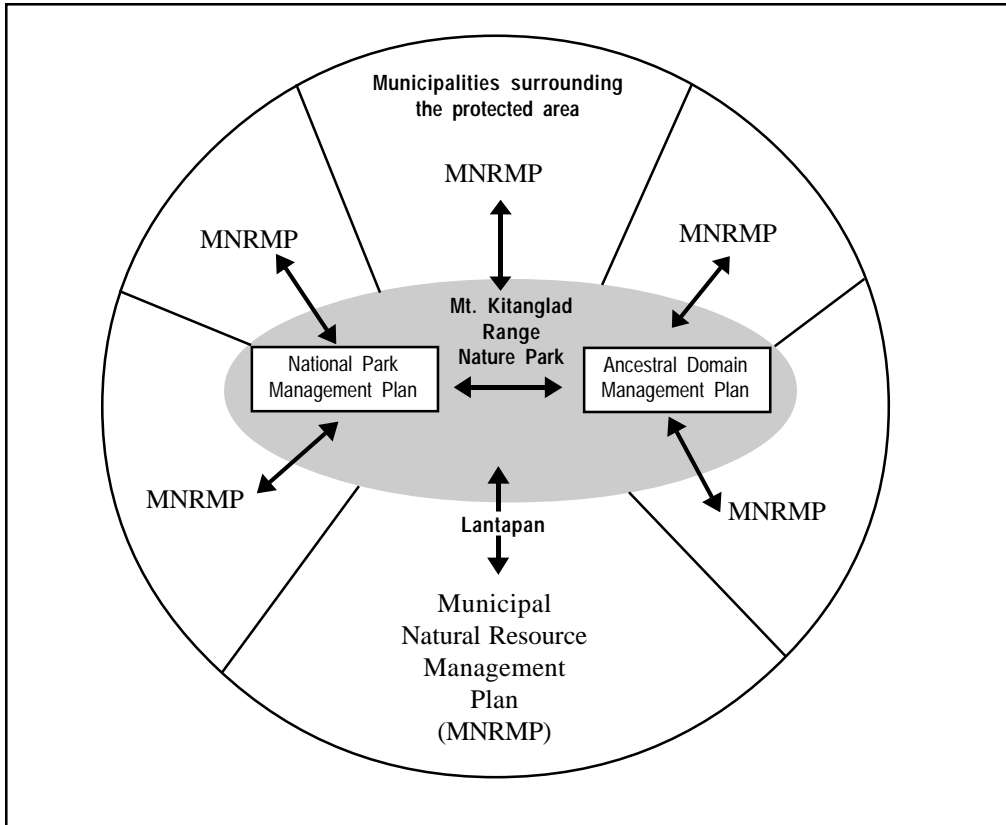 Municipalities surrounding
the protected area
MNRMP
MNRMP
MNRMP
Mt. Kitanglad
Range
Nature Park
National Park
Management Plan
Ancestral Domain
Management Plan
MNRMP
MNRMP
Lantapan
Municipal
Natural Resource
Management
Plan
(MNRMP)